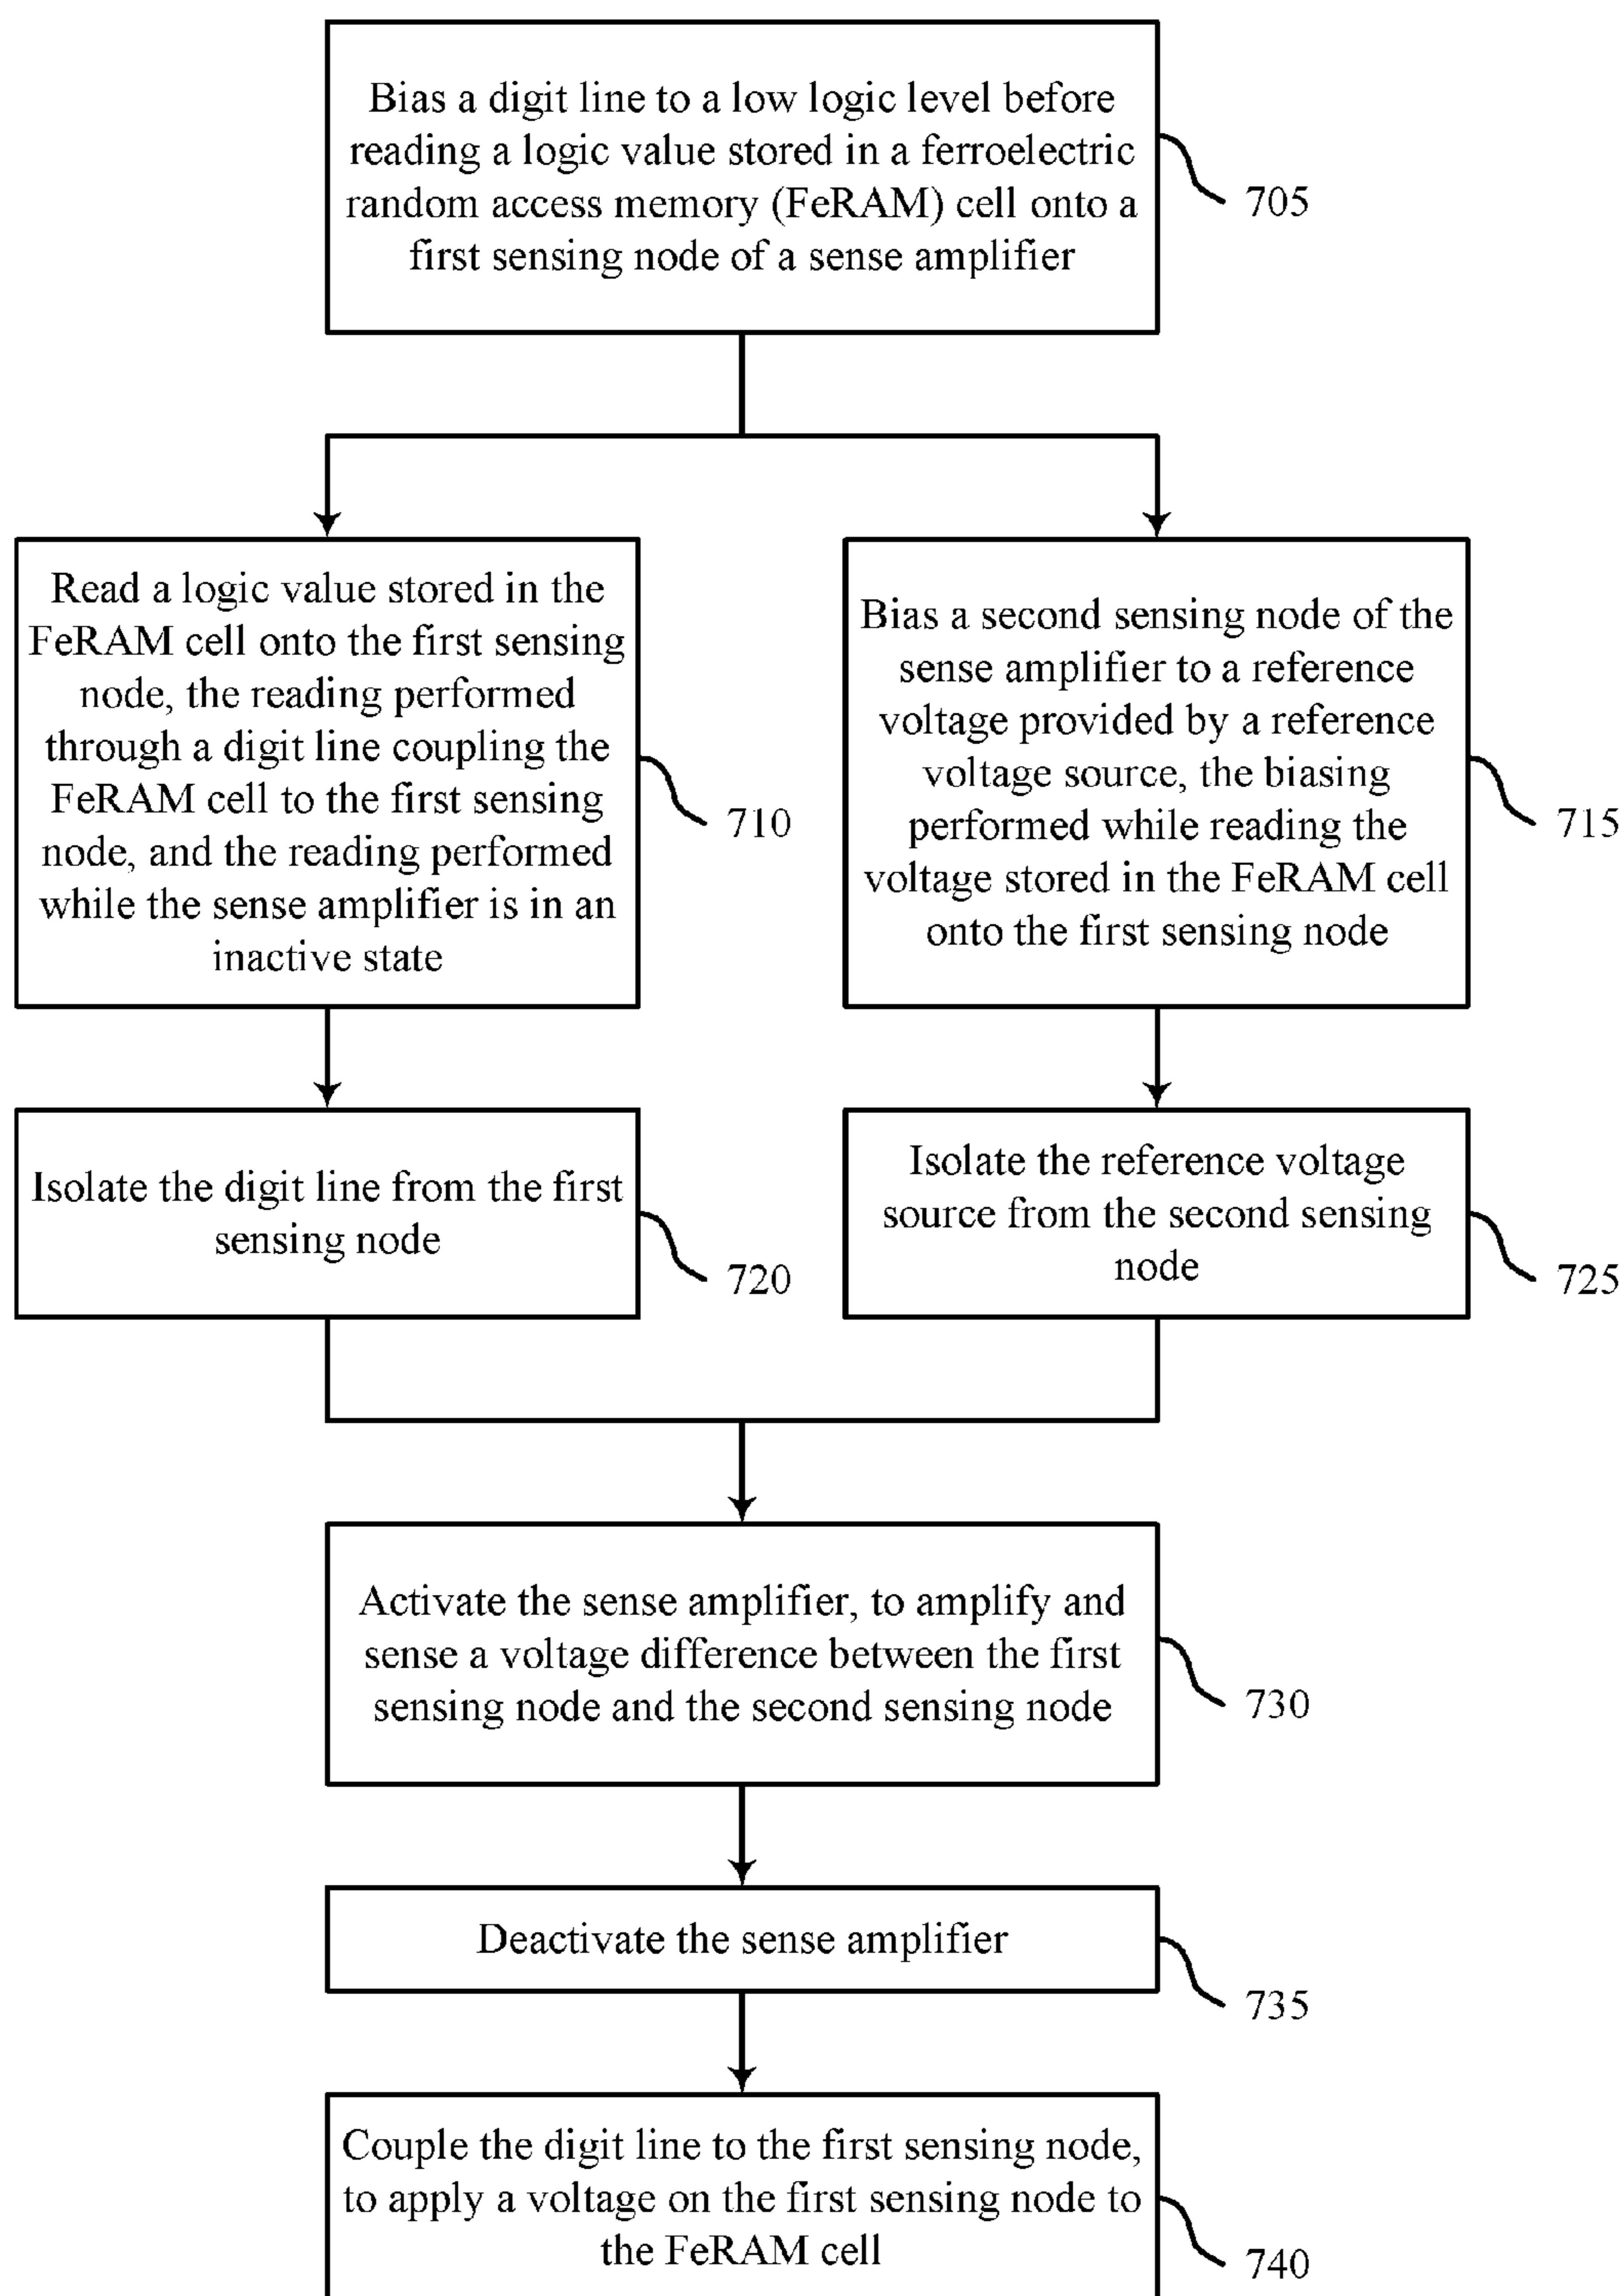 Bias a digit line to a low logic level before
reading a logic value stored in a ferroelectric
random access memory (FeRAM) cell onto a
first sensing node of a sense amplifier
705
Read a logic value stored in the
FeRAM cell onto the first sensing
node, the reading performed
through a digit line coupling the
FeRAM cell to the first sensing
node, and the reading performed
while the sense amplifier is in an
inactive state
710
Bias a second sensing node of the
sense amplifier to a reference
voltage provided by a reference
voltage source, the biasing
performed while reading the
voltage stored in the FeRAM cell
onto the first sensing node
715
Isolate the digit line from the first
sensing node
720
Isolate the reference voltage
source from the second sensing
node
725
Activate the sense amplifier, to amplify and
sense a voltage difference between the first
sensing node and the second sensing node
730
Deactivate the sense amplifier
735
Couple the digit line to the first sensing node,
to apply a voltage on the first sensing node to
the FeRAM cell
740